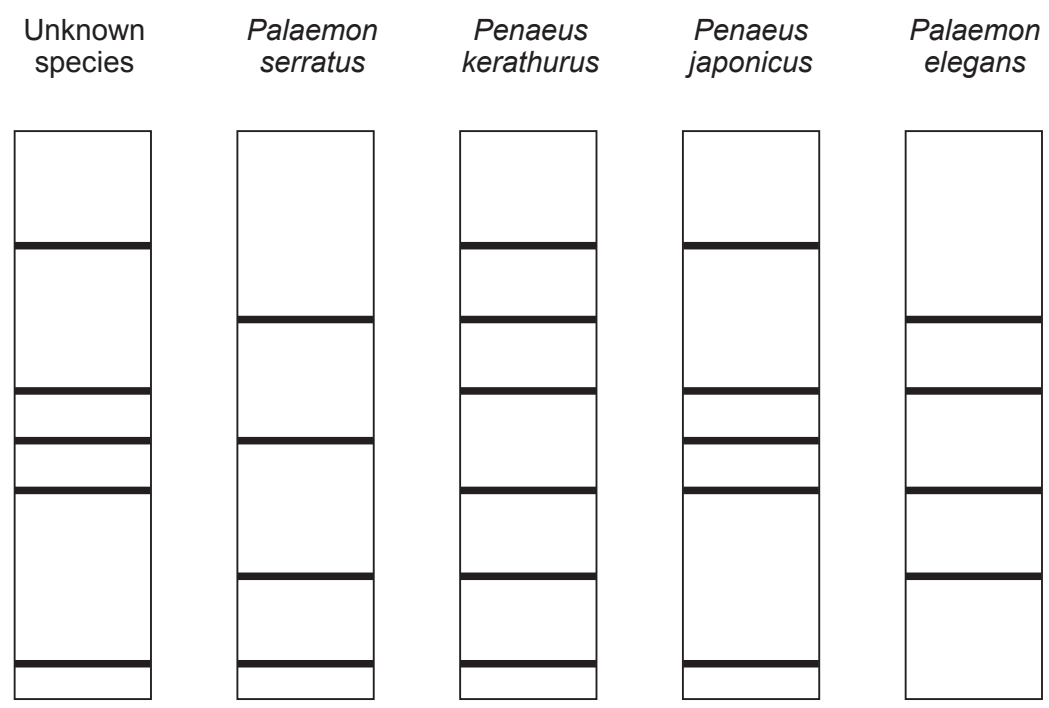 Unknown
species
Palaemon
serratus
Penaeus
kerathurus
Penaeus
japonicus
Palaemon
elegans